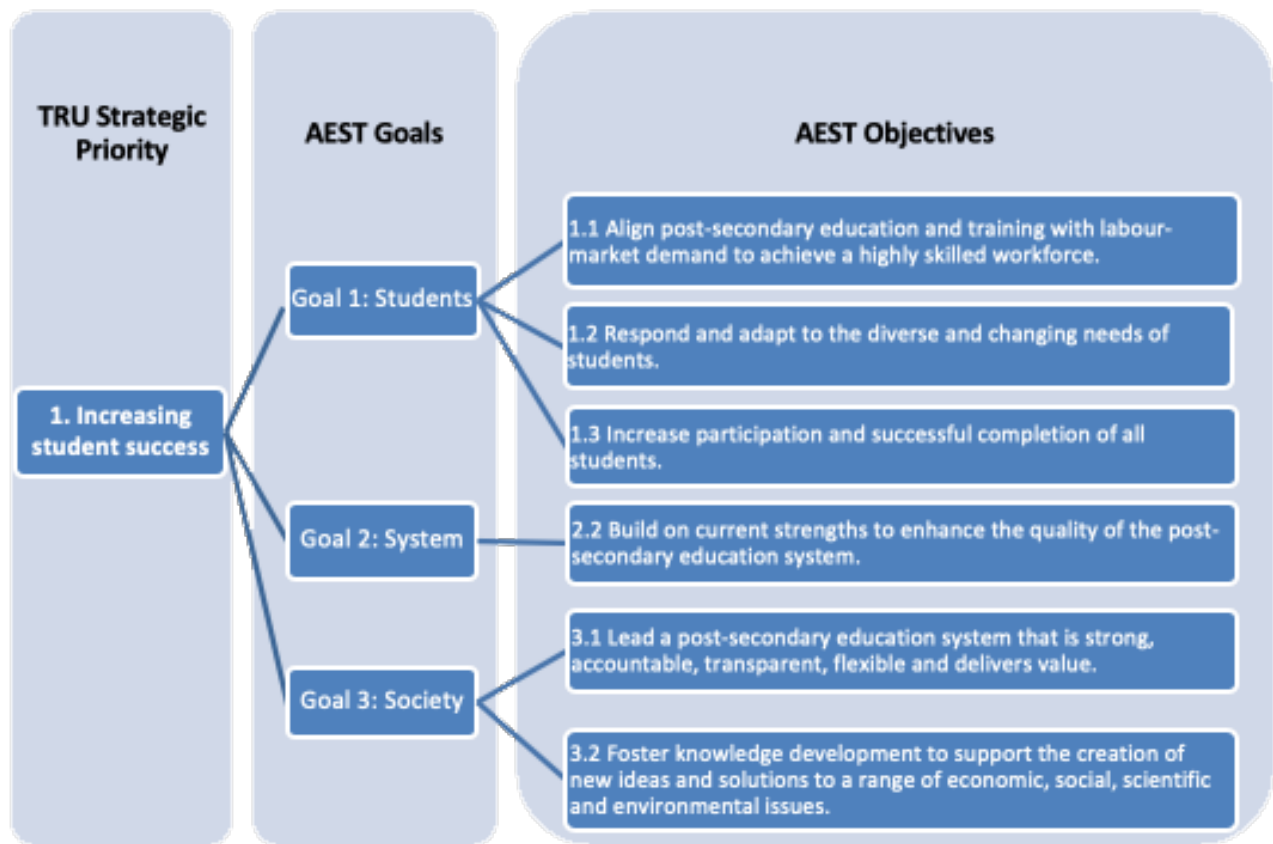 TRU Strategic
Priority
AEST Goals
AEST Objectives
1. Increasing
student success
Goal 1: Students
1.1 Align post-secondary education and training with labour-
market demand to achieve a highly skilled workforce.
1.2 Respond and adapt to the diverse and changing needs of
students.
1.3 Increase participation and successful completion of all
students.
Goal 2: System
2.2 Build on current strengths to enhance the quality of the post-
secondary education system.
Goal 3: Society
3.1 Lead a post-secondary education system that is strong,
accountable, transparent, flexible and delivers value.
3.2 Foster knowledge development to support the creation of
new ideas and solutions to a range of economic, social, scientific
and environmental issues.